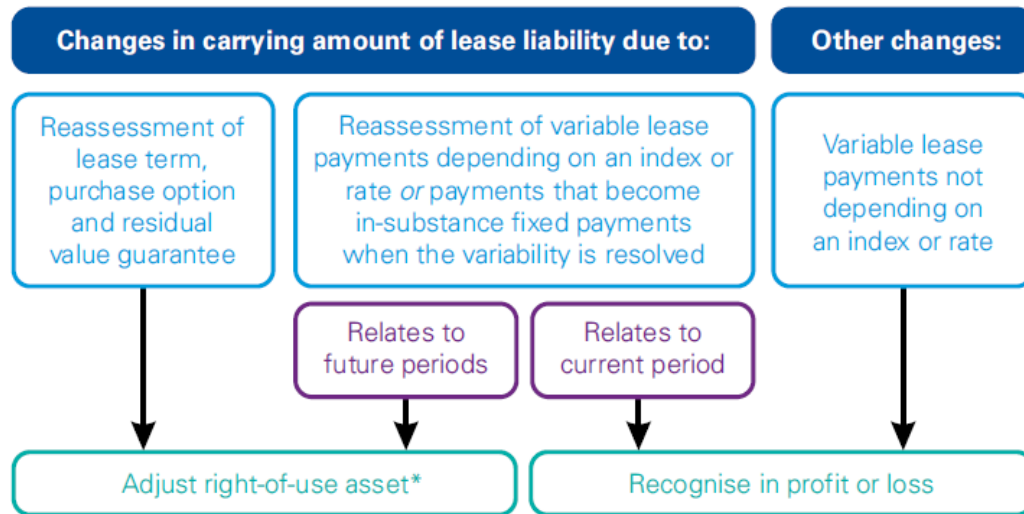 Changes in carrying amount of lease liability due to:
Other changes:
Reassessment of
lease term,
purchase option
and residual
value guarantee
Reassessment of variable lease
payments depending on an index or
rate or payments that become
in-substance fixed payments
when the variability is resolved
Variable lease
payments not
depending on
an index or rate
Relates to
future periods
Relates to
current period
Adjust right-of-use asset*
Recognise in profit or loss